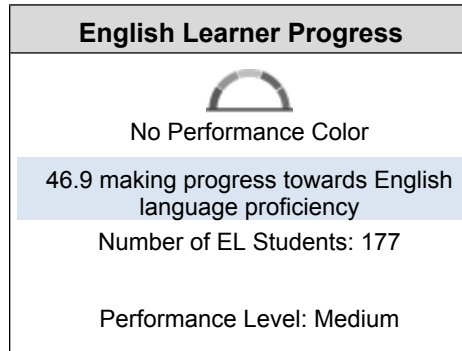 English Learner Progress
No Performance Color
46.9 making progress towards English
language proficiency
Number of EL Students: 177
Performance Level: Medium